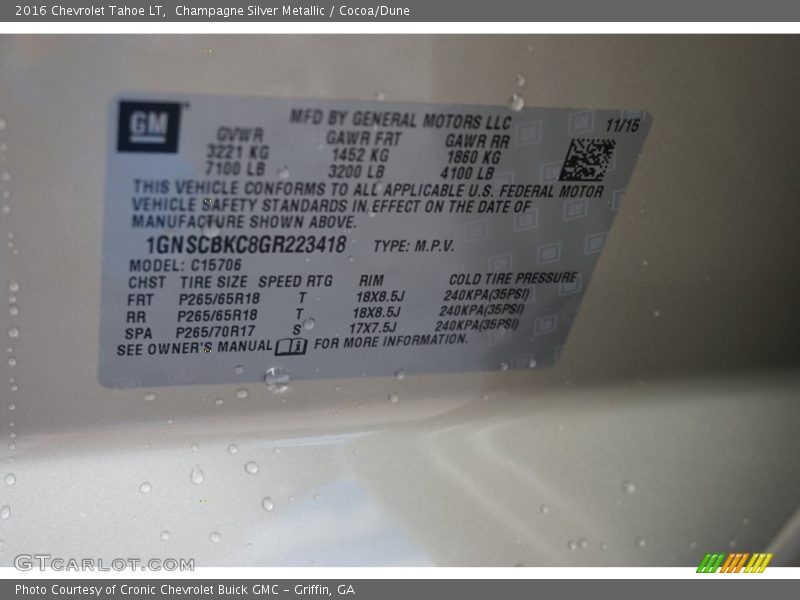 2016 Chevrolet Tahoe LT,  Champagne Silver Metallic / Cocoa/Dune
GM
MFD BY GENERAL MOTORS LLC
11/15
GVWR GAWR FRT GAWR RR
3221 KG 1452 KG 1860 KG
7100 LB 3200 LB 4100 LB
THIS VEHICLE CONFORMS TO ALL APPLICABLE U.S. FEDERAL MOTOR
VEHICLE SAFETY STANDARDS IN EFFECT ON THE DATE OF
MANUFACTURE SHOWN ABOVE.
1GNSCBKC8GR223418 TYPE: M.P.V.
MODEL: C15706
CHST TIRE SIZE SPEED RTG RIM COLD TIRE PRESSURE
FRT P265/65R18 T 18X8.5J 240KPA(35PSI)
RR P265/65R18 T 18X8.5J 240KPA(35PSI)
SPA P265/70R17 S 17X7.5J 240KPA(35PSI)
SEE OWNER'S MANUAL i FOR MORE INFORMATION.
GTCARLOT.COM
Photo Courtesy of Cronic Chevrolet Buick GMC – Griffin, GA